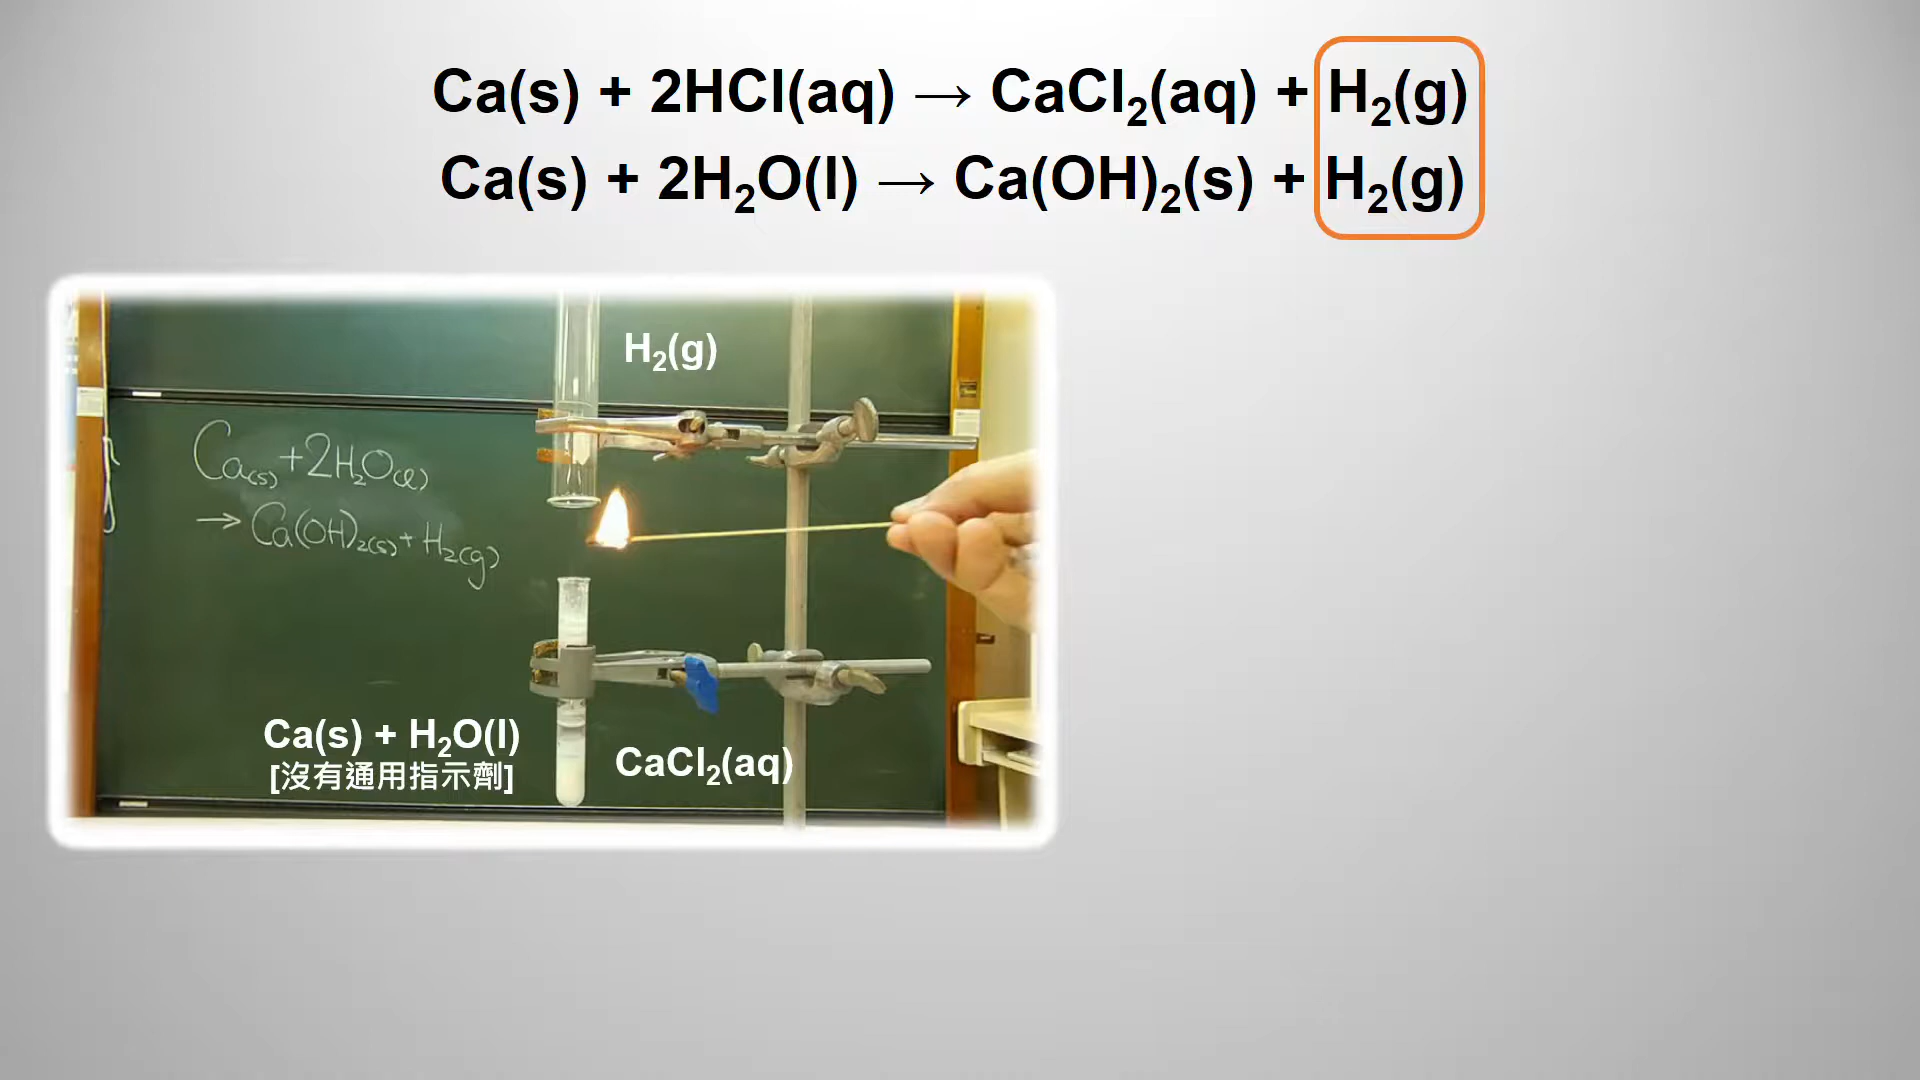 Ca(s) + 2HCl(aq) → CaCl₂(aq) + H₂(g)
Ca(s) + 2H₂O(l) → Ca(OH)₂(s) + H₂(g)
H₂(g)
Ca(s) + 2H₂O(l)
→ Ca(OH)₂(s) + H₂(g)
Ca(s) + H₂O(l)
[沒有通用指示劑]
CaCl₂(aq)